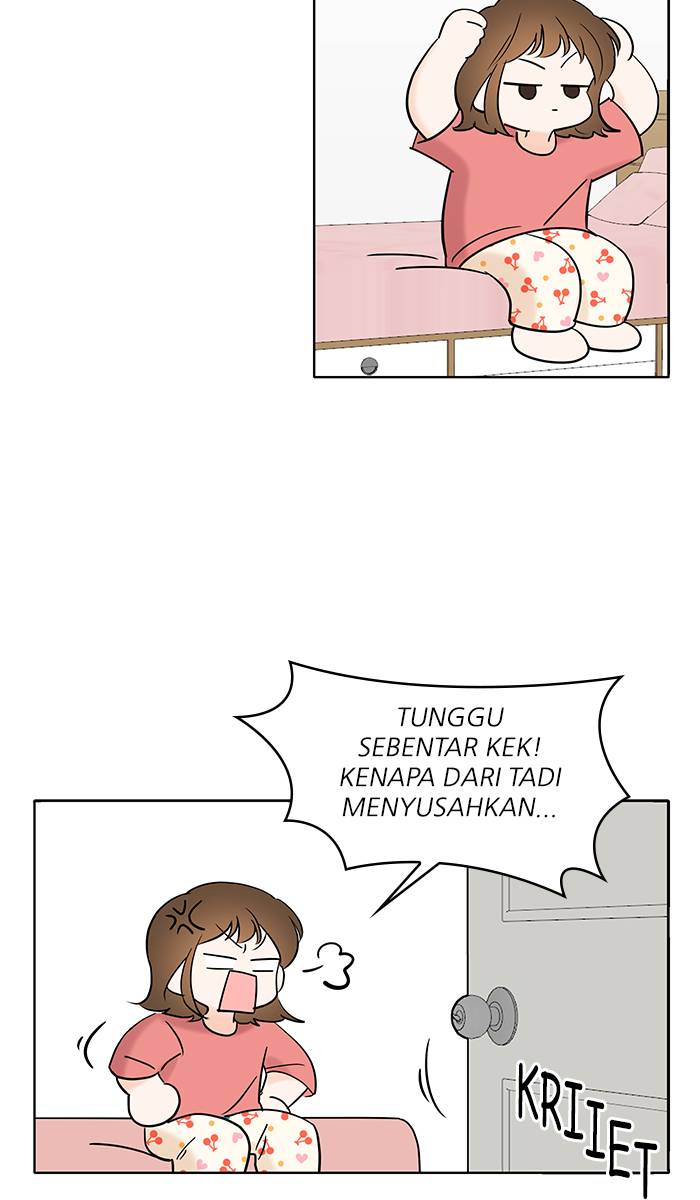 TUNGGU
SEBENTAR KEK!
KENAPA DARI TADI
MENYUSAHKAN...
KRIIET